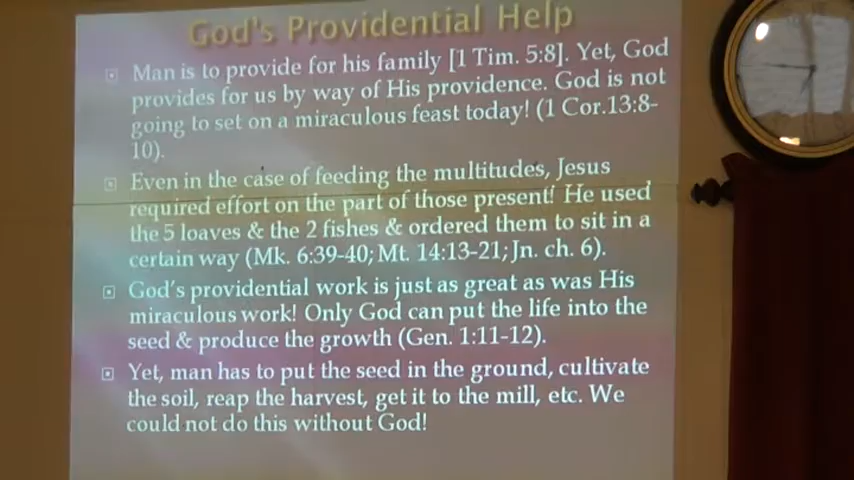 God's Providential Help
Man is to provide for his family [1 Tim. 5:8]. Yet, God
provides for us by way of His providence. God is not
going to set on a miraculous feast today! (1 Cor.13:8-
10).
Even in the case of feeding the multitudes, Jesus
required effort on the part of those present! He used
the 5 loaves & the 2 fishes & ordered them to sit in a
certain way (Mk. 6:39-40; Mt. 14:13-21; Jn. ch. 6).
God's providential work is just as great as was His
miraculous work! Only God can put the life into the
seed & produce the growth (Gen. 1:11-12).
Yet, man has to put the seed in the ground, cultivate
the soil, reap the harvest, get it to the mill, etc. We
could not do this without God!